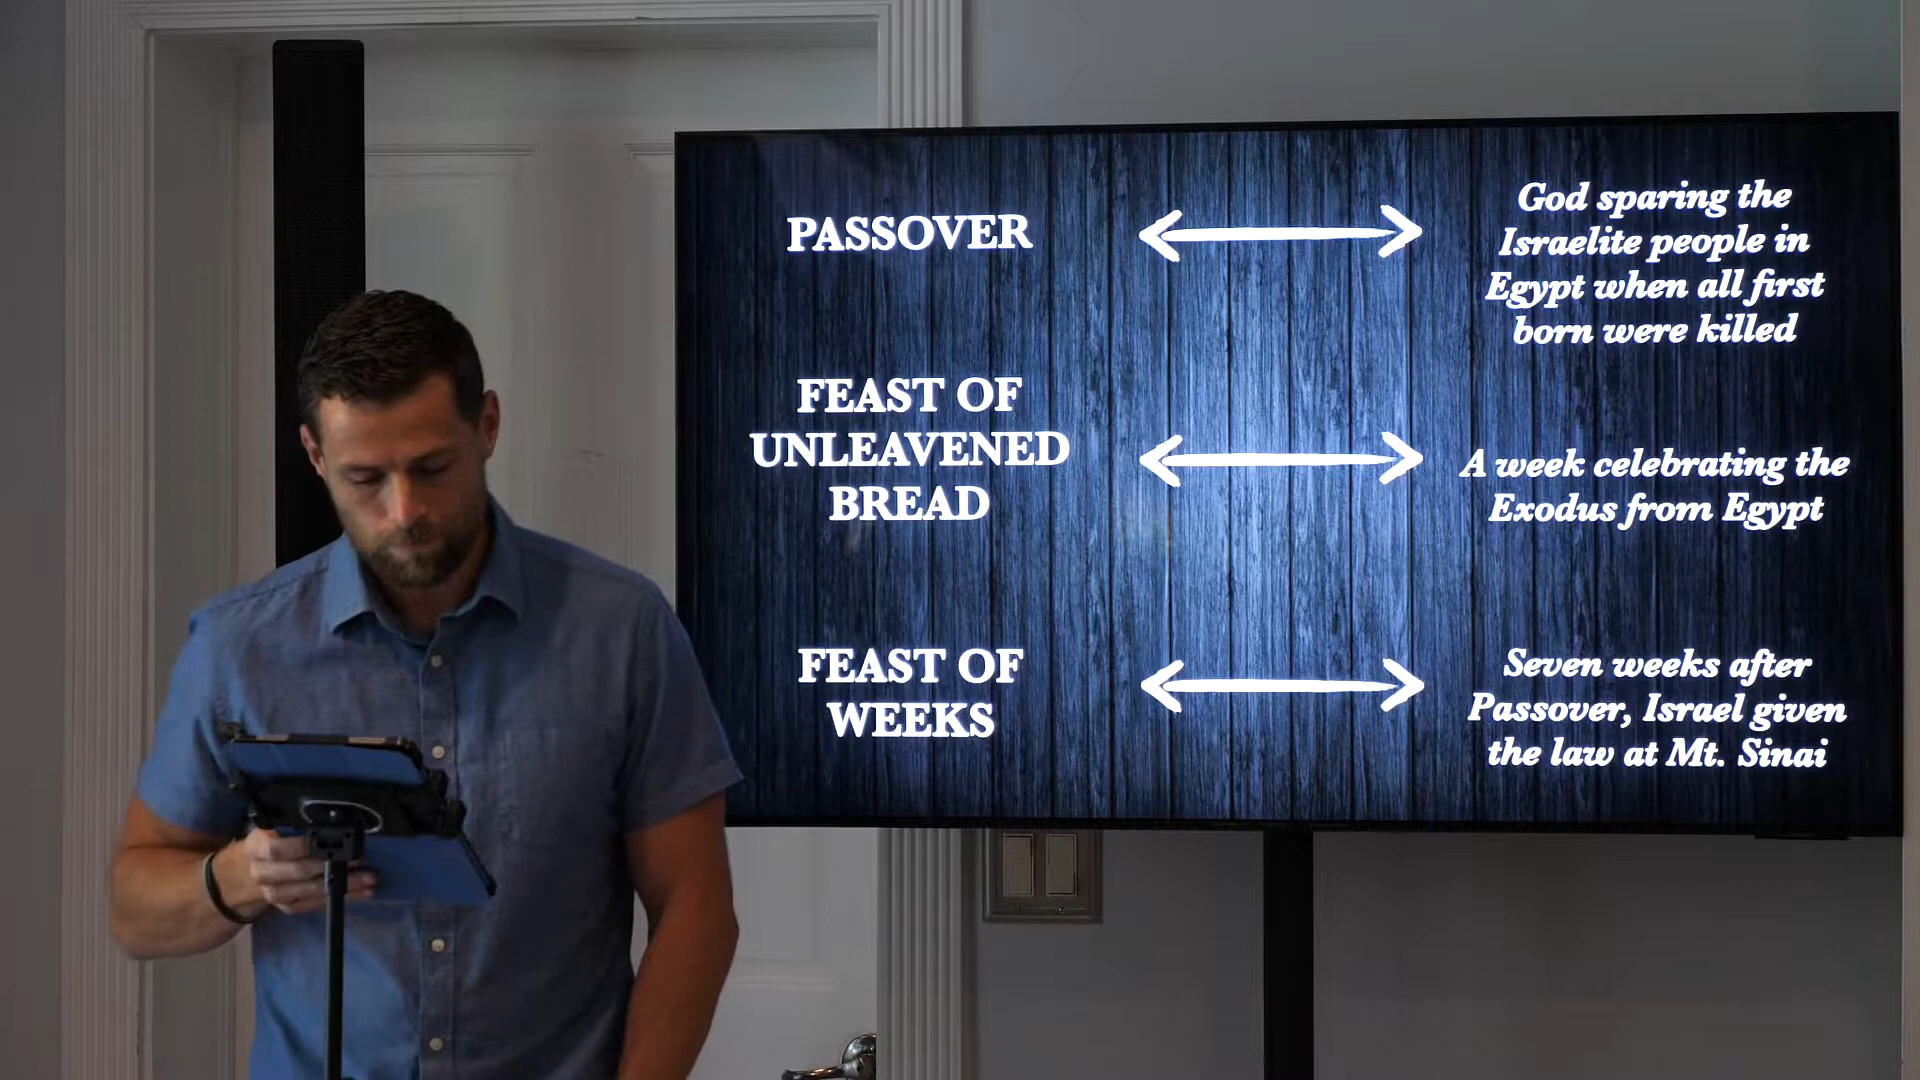 PASSOVER
God sparing the
Israelite people in
Egypt when all first
born were killed
FEAST OF
UNLEAVENED
BREAD
A week celebrating the
Exodus from Egypt
FEAST OF
WEEKS
Seven weeks after
Passover, Israel given
the law at Mt. Sinai